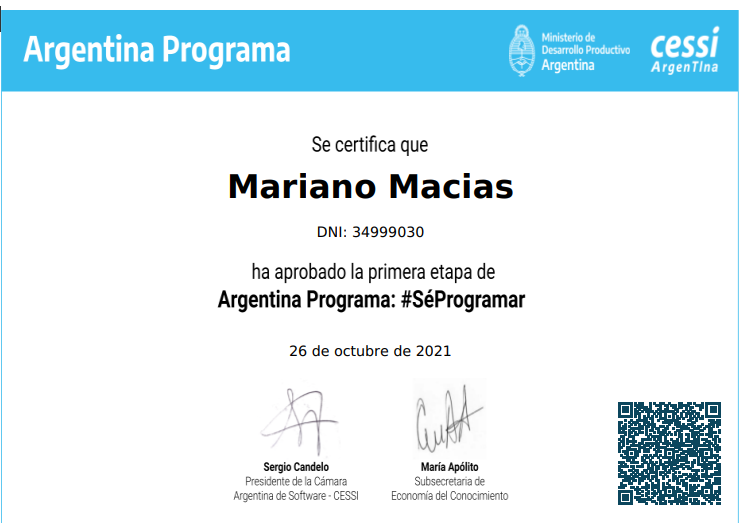 Argentina Programa
Ministerio de
Desarrollo Productivo
Argentina
cessi
ArgenTIna
Se certifica que
Mariano Macias
DNI: 34999030
ha aprobado la primera etapa de
Argentina Programa: #SéProgramar
26 de octubre de 2021
Sergio Candelo
Presidente de la Cámara
Argentina de Software - CESSI
María Apólito
Subsecretaria de
Economía del Conocimiento